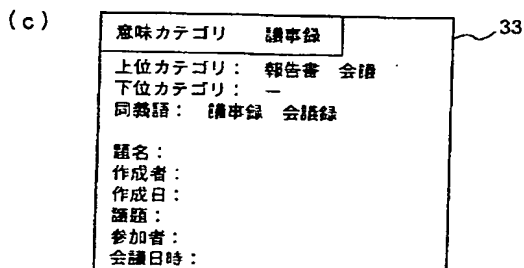 (c)
意味カテゴリ 議事録
33
上位カテゴリ： 報告書 会議
下位カテゴリ： －
同義語： 議事録 会議録
題名：
作成者：
作成日：
議題：
参加者：
会議日時：